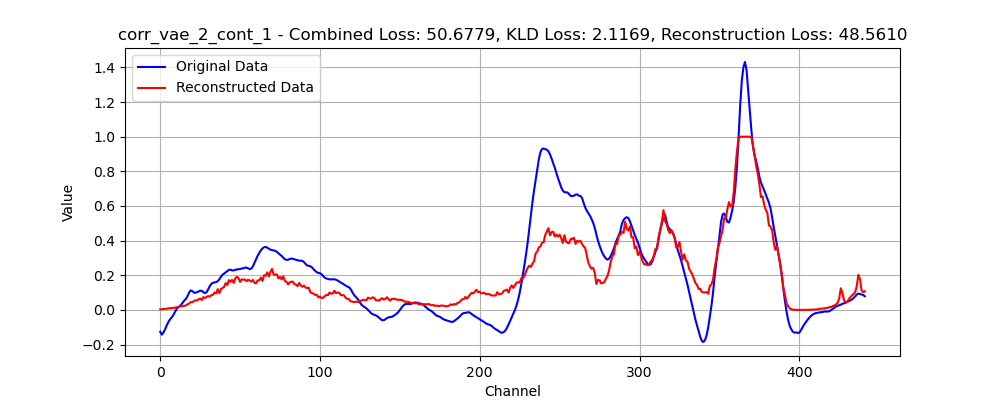 corr_vae_2_cont_1 - Combined Loss: 50.6779, KLD Loss: 2.1169, Reconstruction Loss: 48.5610
Original Data
Reconstructed Data
1.4
1.2
1.0
0.8
0.6
0.4
0.2
0.0
−0.2
Value
0
100
200
300
400
Channel